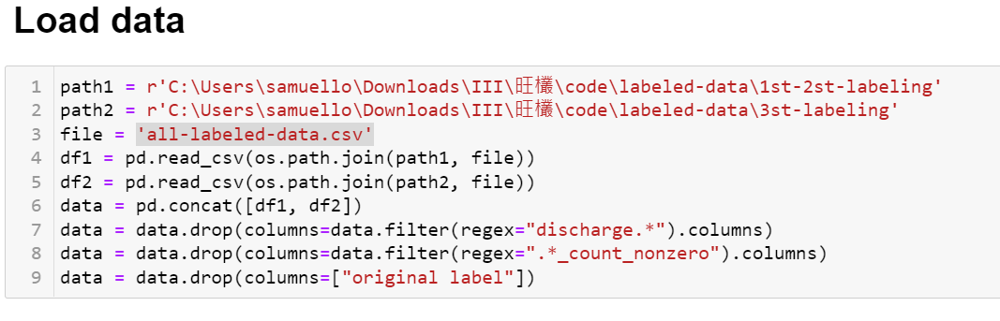 Load data
1 path1 = r'C:\Users\samuello\Downloads\III\旺欉\code\labeled-data\1st-2st-labeling'
2 path2 = r'C:\Users\samuello\Downloads\III\旺欉\code\labeled-data\3st-labeling'
3 file = 'all-labeled-data.csv'
4 df1 = pd.read_csv(os.path.join(path1, file))
5 df2 = pd.read_csv(os.path.join(path2, file))
6 data = pd.concat([df1, df2])
7 data = data.drop(columns=data.filter(regex="discharge.*").columns)
8 data = data.drop(columns=data.filter(regex=".*_count_nonzero").columns)
9 data = data.drop(columns=["original label"])